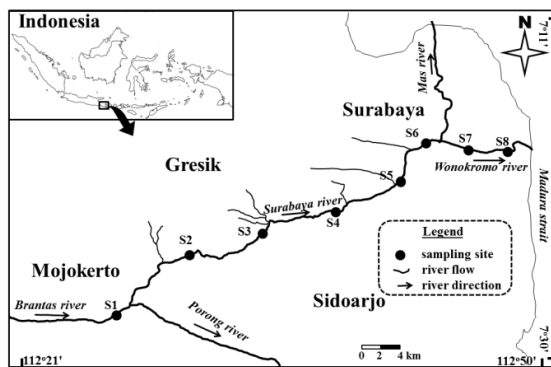 Indonesia
N
7°11'
Mas river
Surabaya
S6
S7
S8
Wonokromo river
Gresik
S5
Surabaya river
S4
S3
Madura strait
S2
Legend
sampling site
river flow
river direction
Mojokerto
Sidoarjo
Brantas river
S1
Porong river
0 2 4 km
7°30'
112°21'
112°50'